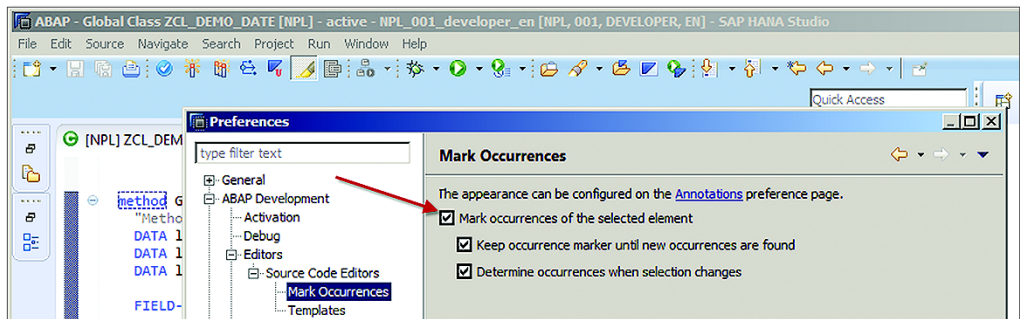 ABAP - Global Class ZCL_DEMO_DATE [NPL] - active - NPL_001_developer_en [NPL, 001, DEVELOPER, EN] - SAP HANA Studio
File Edit Source Navigate Search Project Run Window Help
Quick Access
[NPL] ZCL_DEM
method G
"Metho
DATA l
DATA l
DATA l
FIELD-
Preferences
type filter text
General
ABAP Development
Activation
Debug
Editors
Source Code Editors
Mark Occurrences
Templates
Mark Occurrences
The appearance can be configured on the Annotations preference page.
Mark occurrences of the selected element
Keep occurrence marker until new occurrences are found
Determine occurrences when selection changes